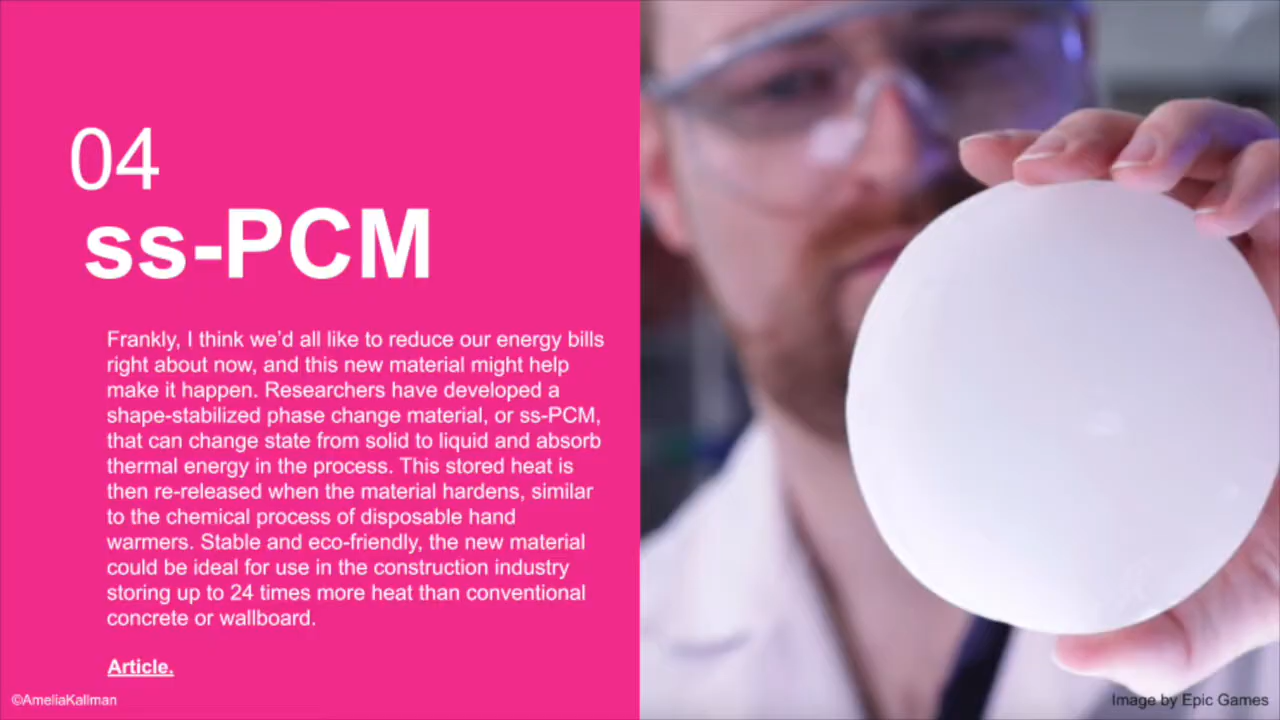 04
ss-PCM
Frankly, I think we’d all like to reduce our energy bills
right about now, and this new material might help
make it happen. Researchers have developed a
shape-stabilized phase change material, or ss-PCM,
that can change state from solid to liquid and absorb
thermal energy in the process. This stored heat is
then re-released when the material hardens, similar
to the chemical process of disposable hand
warmers. Stable and eco-friendly, the new material
could be ideal for use in the construction industry
storing up to 24 times more heat than conventional
concrete or wallboard.
Article.
©AmeliaKallman
Image by Epic Games